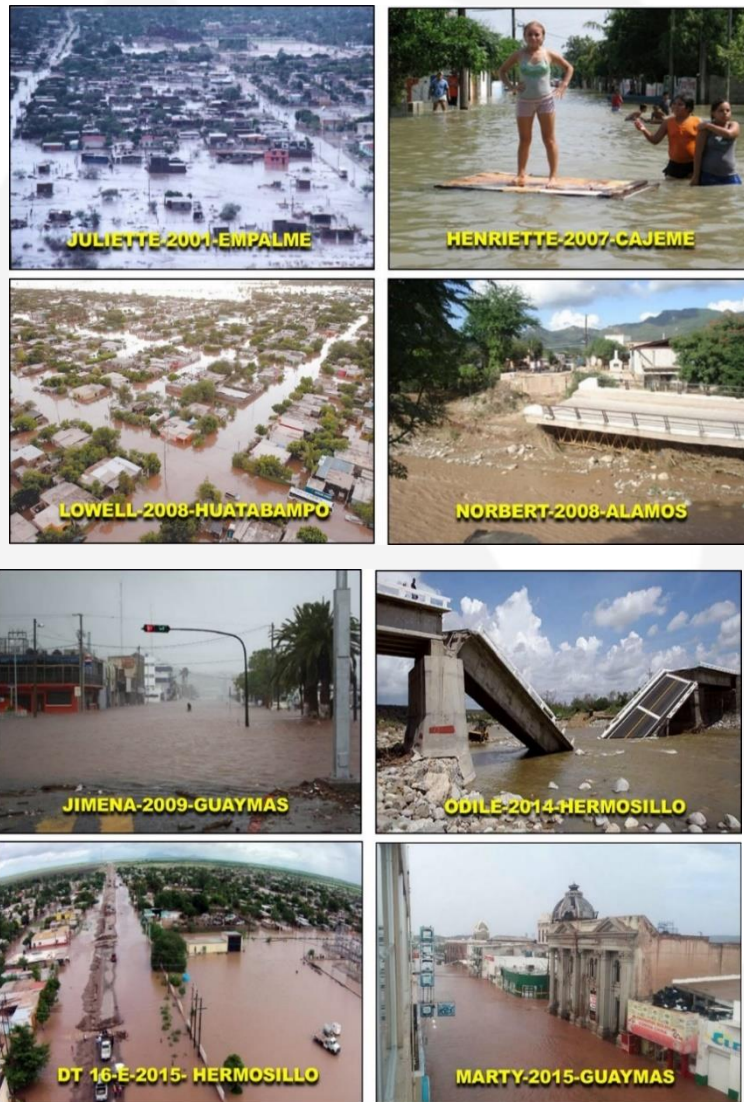 JULIETTE-2001-EMPALME
HENRIETTE-2007-CAJEME
LOWELL-2008-HUATABAMPO
NORBERT-2008-ALAMOS
JIMENA-2009-GUAYMAS
ODILE-2014-HERMOSILLO
DT 16-E-2015- HERMOSILLO
MARTY-2015-GUAYMAS